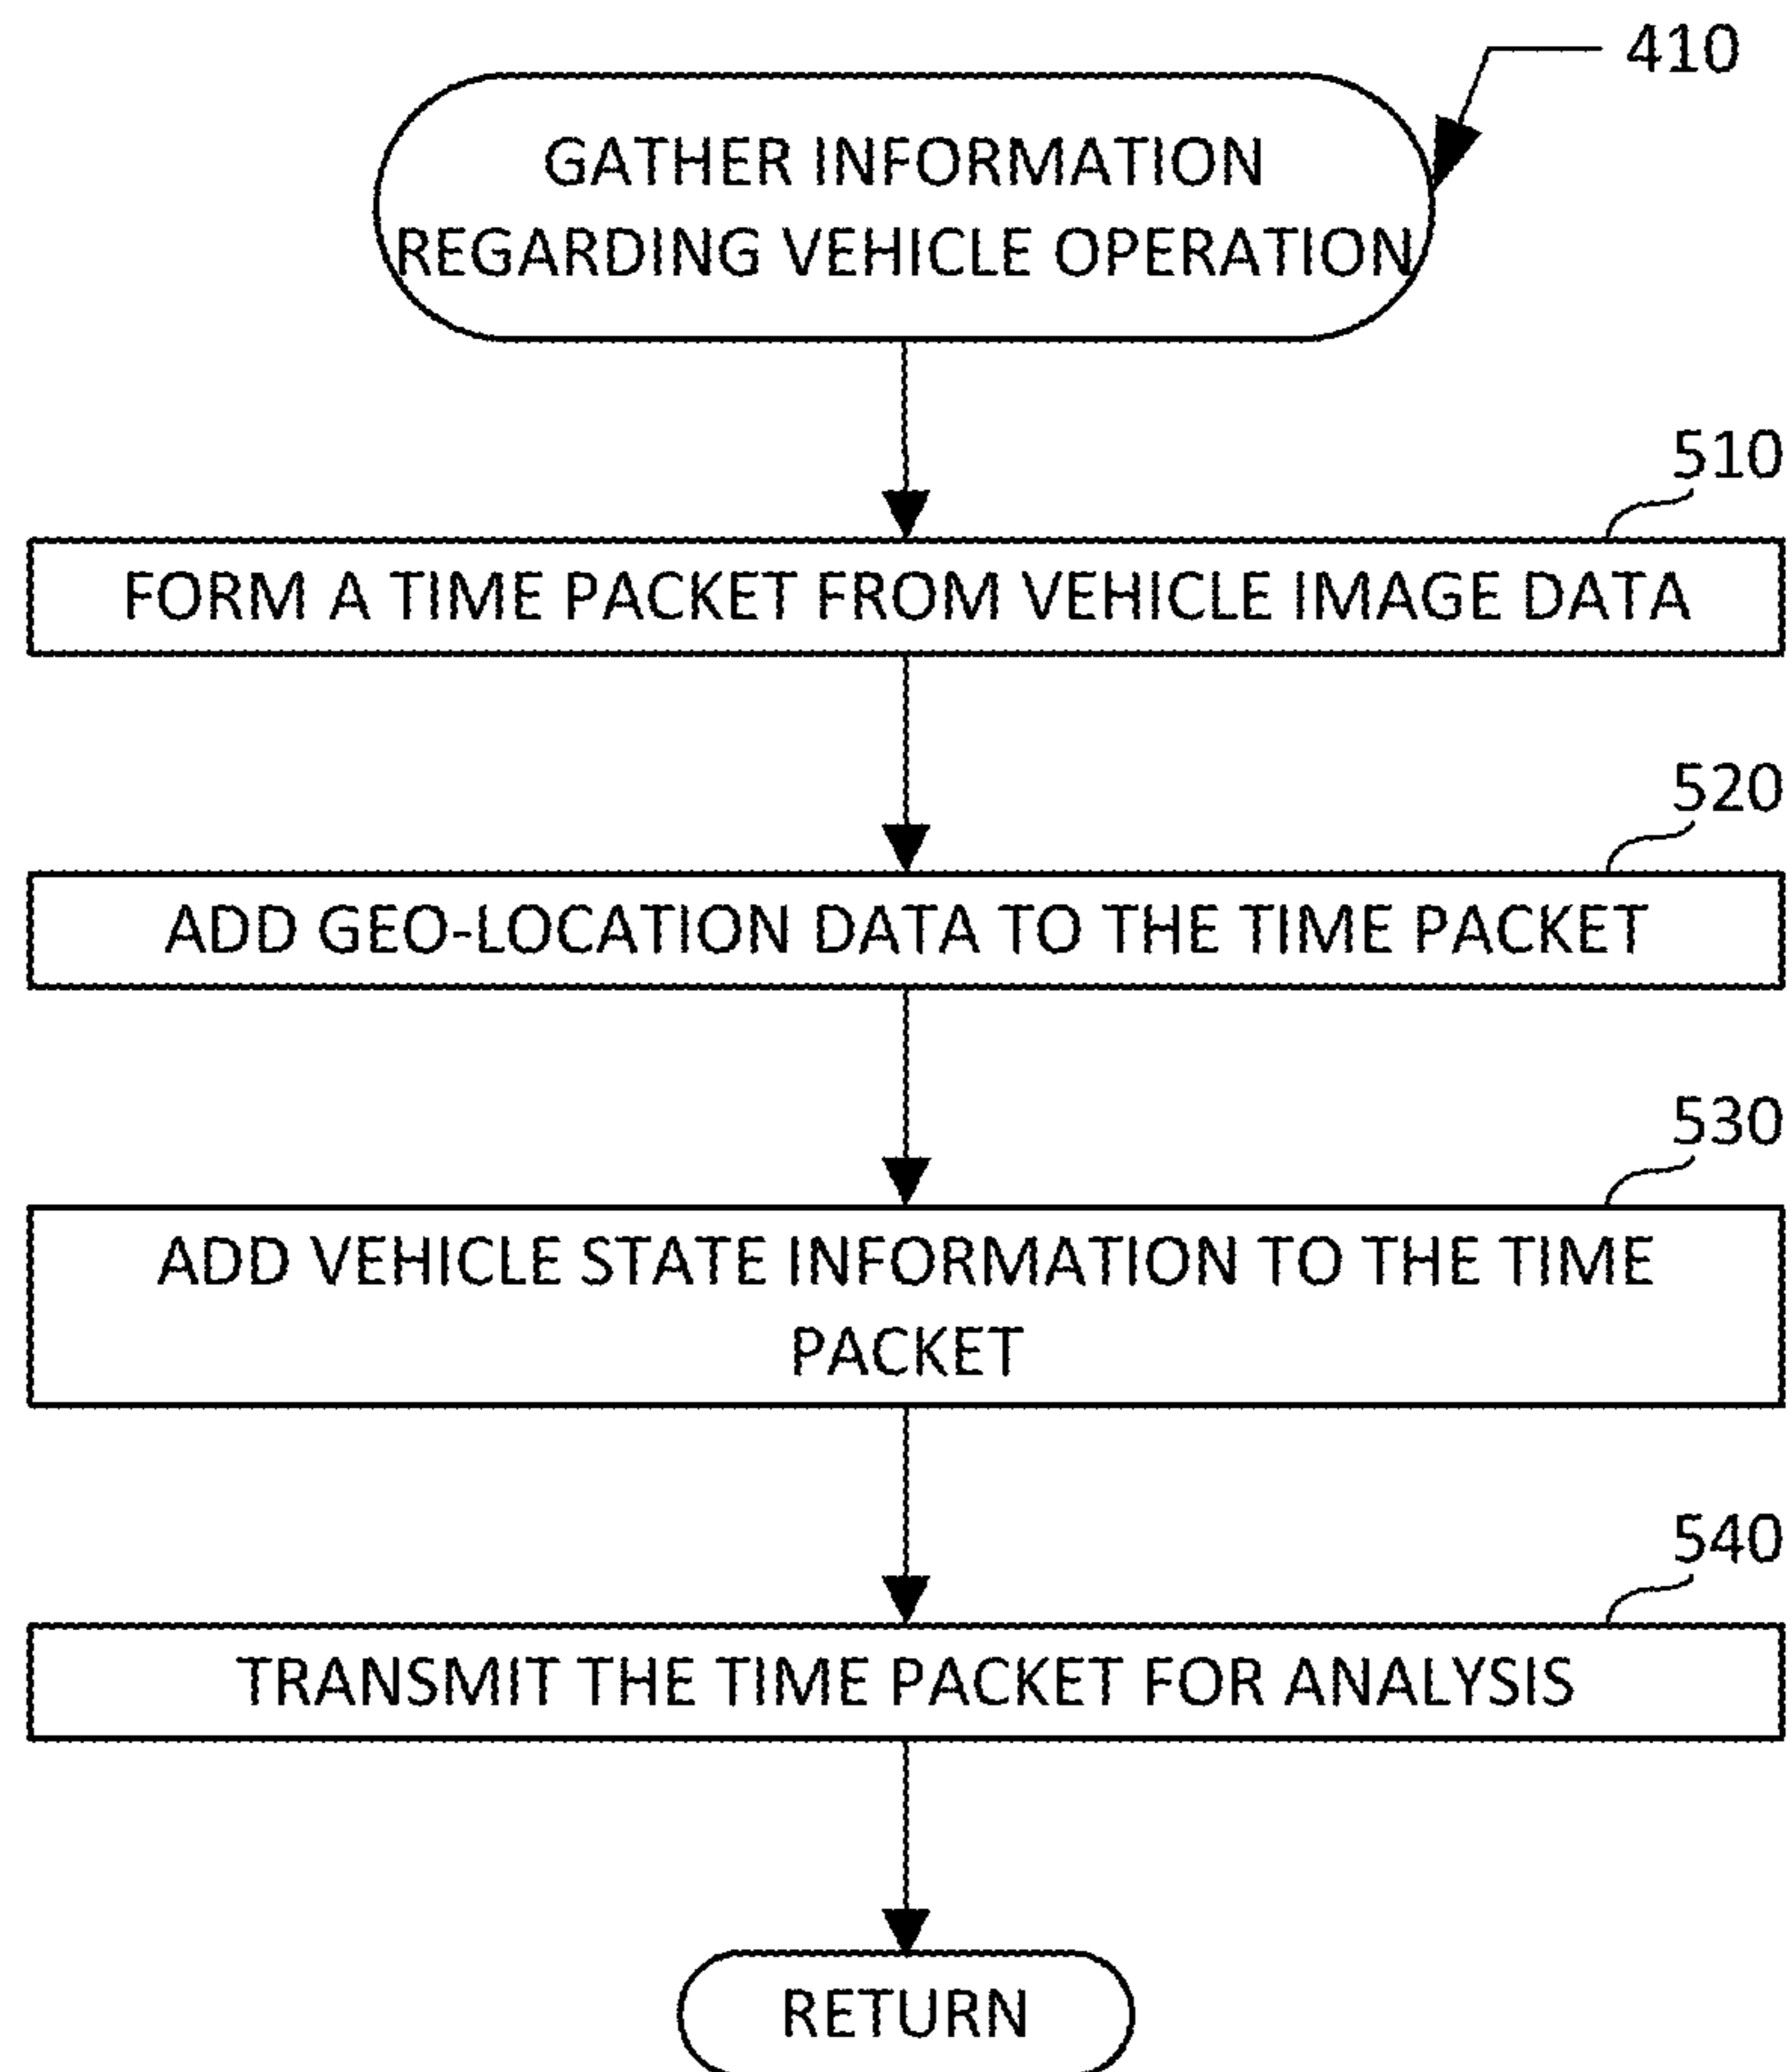 410
GATHER INFORMATION
REGARDING VEHICLE OPERATION
510
FORM A TIME PACKET FROM VEHICLE IMAGE DATA
520
ADD GEO-LOCATION DATA TO THE TIME PACKET
530
ADD VEHICLE STATE INFORMATION TO THE TIME
PACKET
540
TRANSMIT THE TIME PACKET FOR ANALYSIS
RETURN